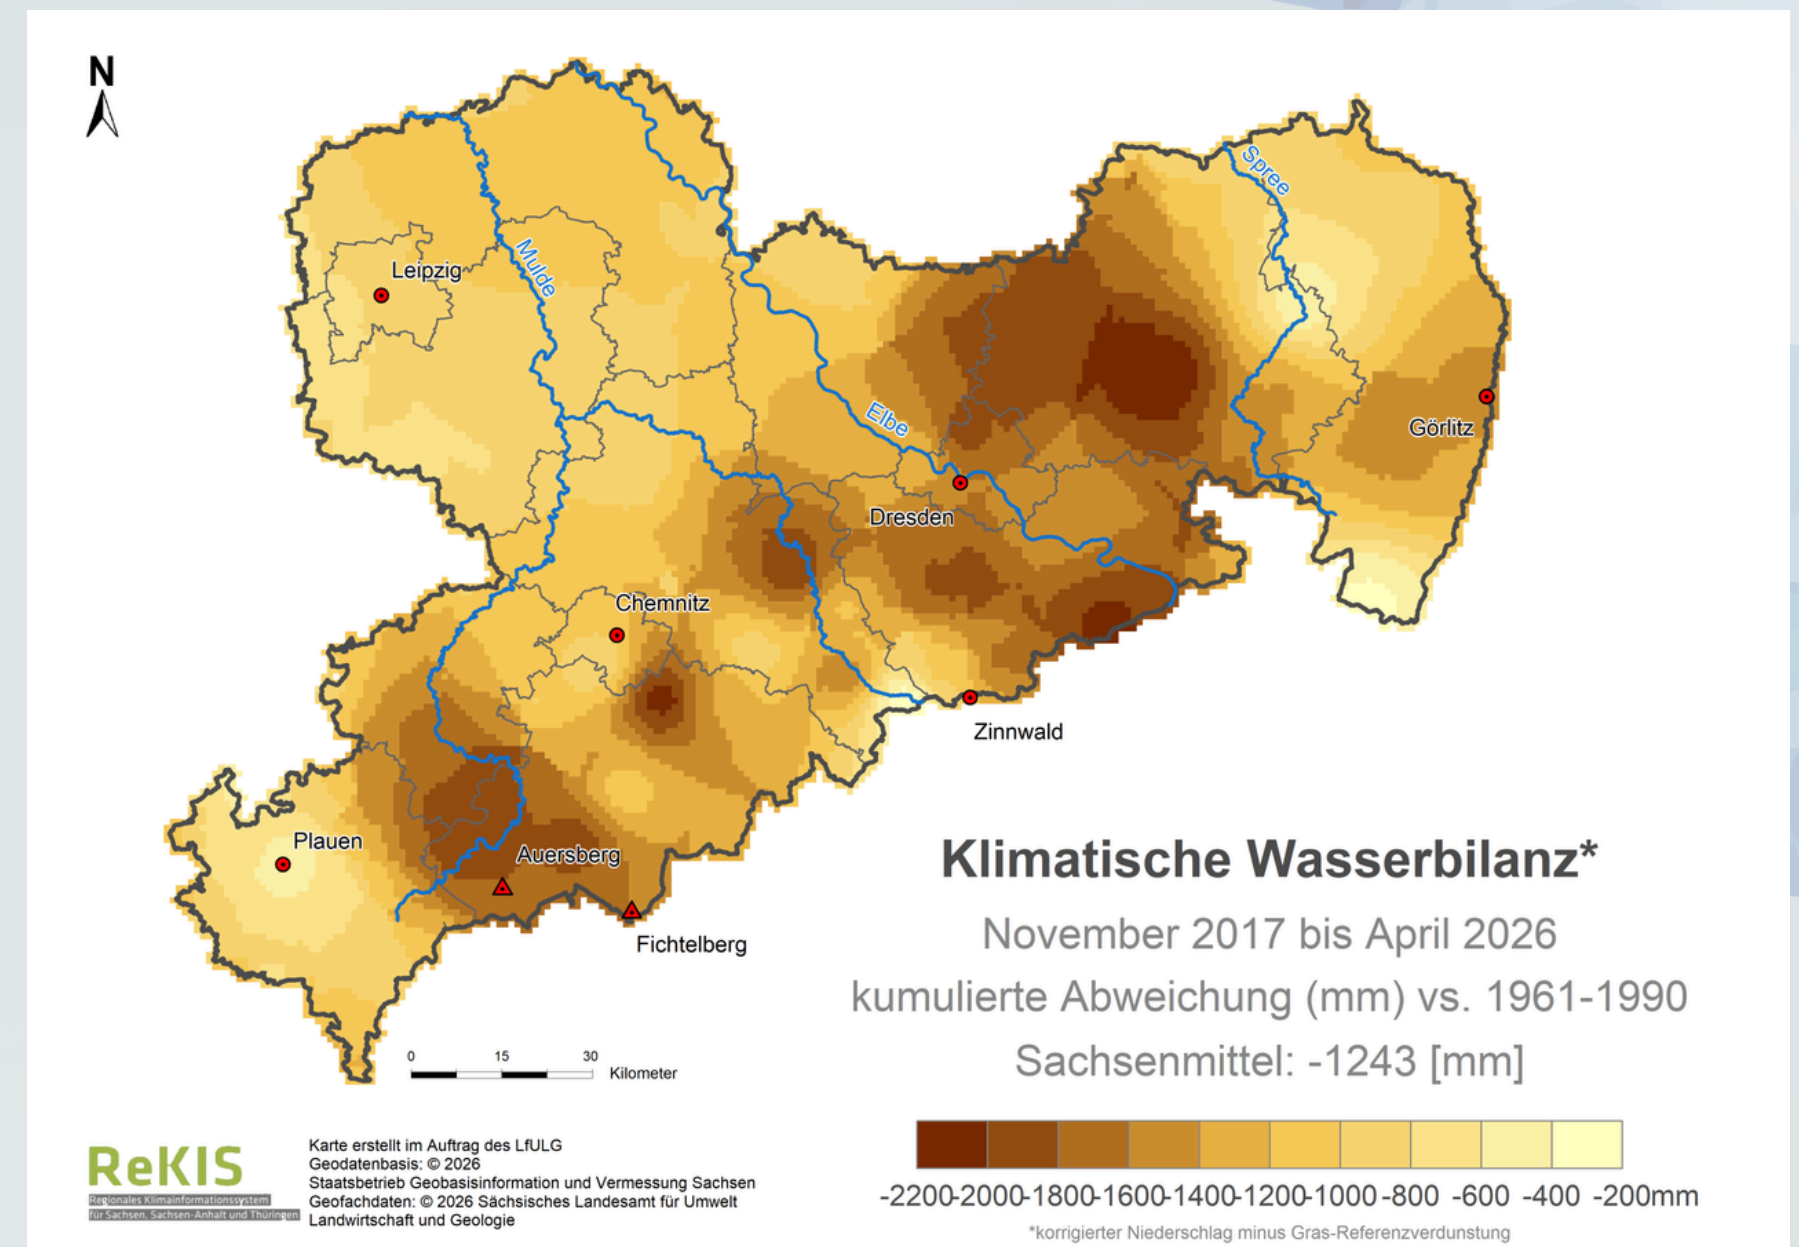 N
Spree
Leipzig
Mulde
Elbe
Görlitz
Dresden
Chemnitz
Zinnwald
Plauen
Auersberg
Fichtelberg
Klimatische Wasserbilanz*
November 2017 bis April 2026
kumulierte Abweichung (mm) vs. 1961-1990
Sachsenmittel: -1243 [mm]
0 15 30
Kilometer
-2200 -2000 -1800 -1600 -1400 -1200 -1000 -800 -600 -400 -200mm
*korrigierter Niederschlag minus Gras-Referenzverdunstung
ReKIS
Regionales Klimainformationssystem
für Sachsen, Sachsen-Anhalt und Thüringen
Karte erstellt im Auftrag des LfULG
Geodatenbasis: © 2026
Staatsbetrieb Geobasisinformation und Vermessung Sachsen
Geofachdaten: © 2026 Sächsisches Landesamt für Umwelt
Landwirtschaft und Geologie